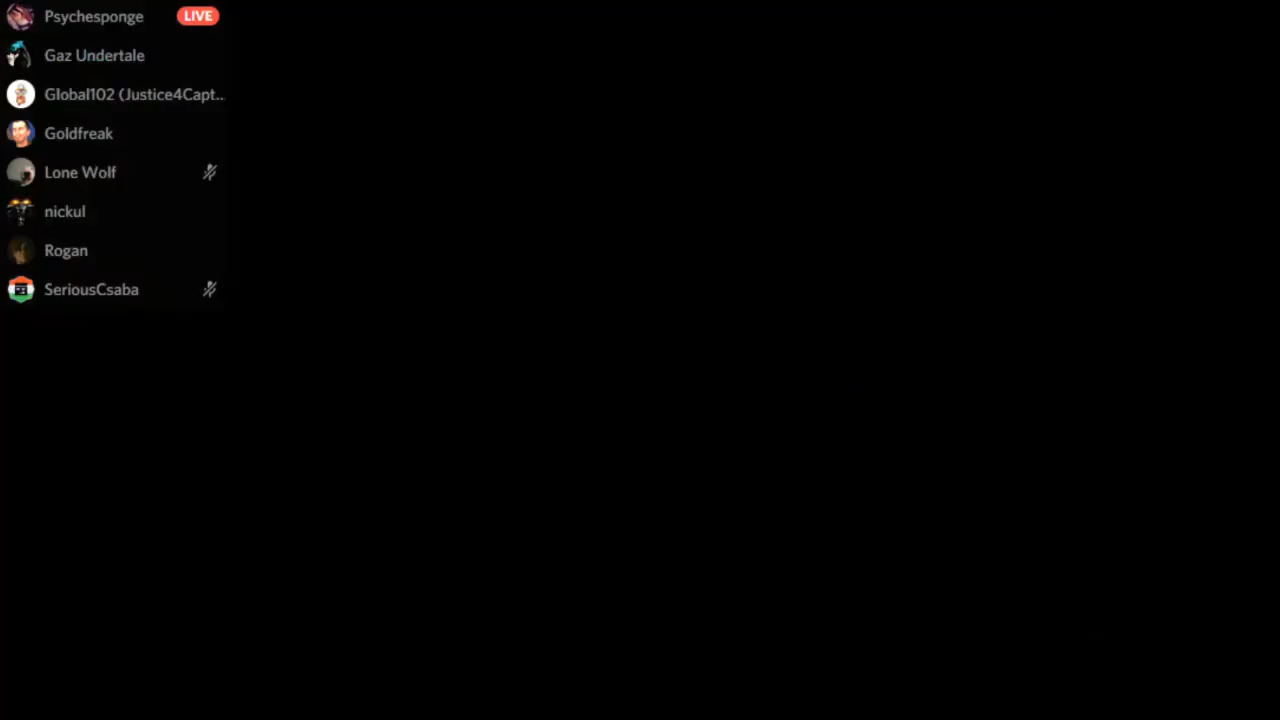 Psychesponge LIVE
Gaz Undertale
Global102 (Justice4Capt...
Goldfreak
Lone Wolf
nickul
Rogan
SeriousCsaba